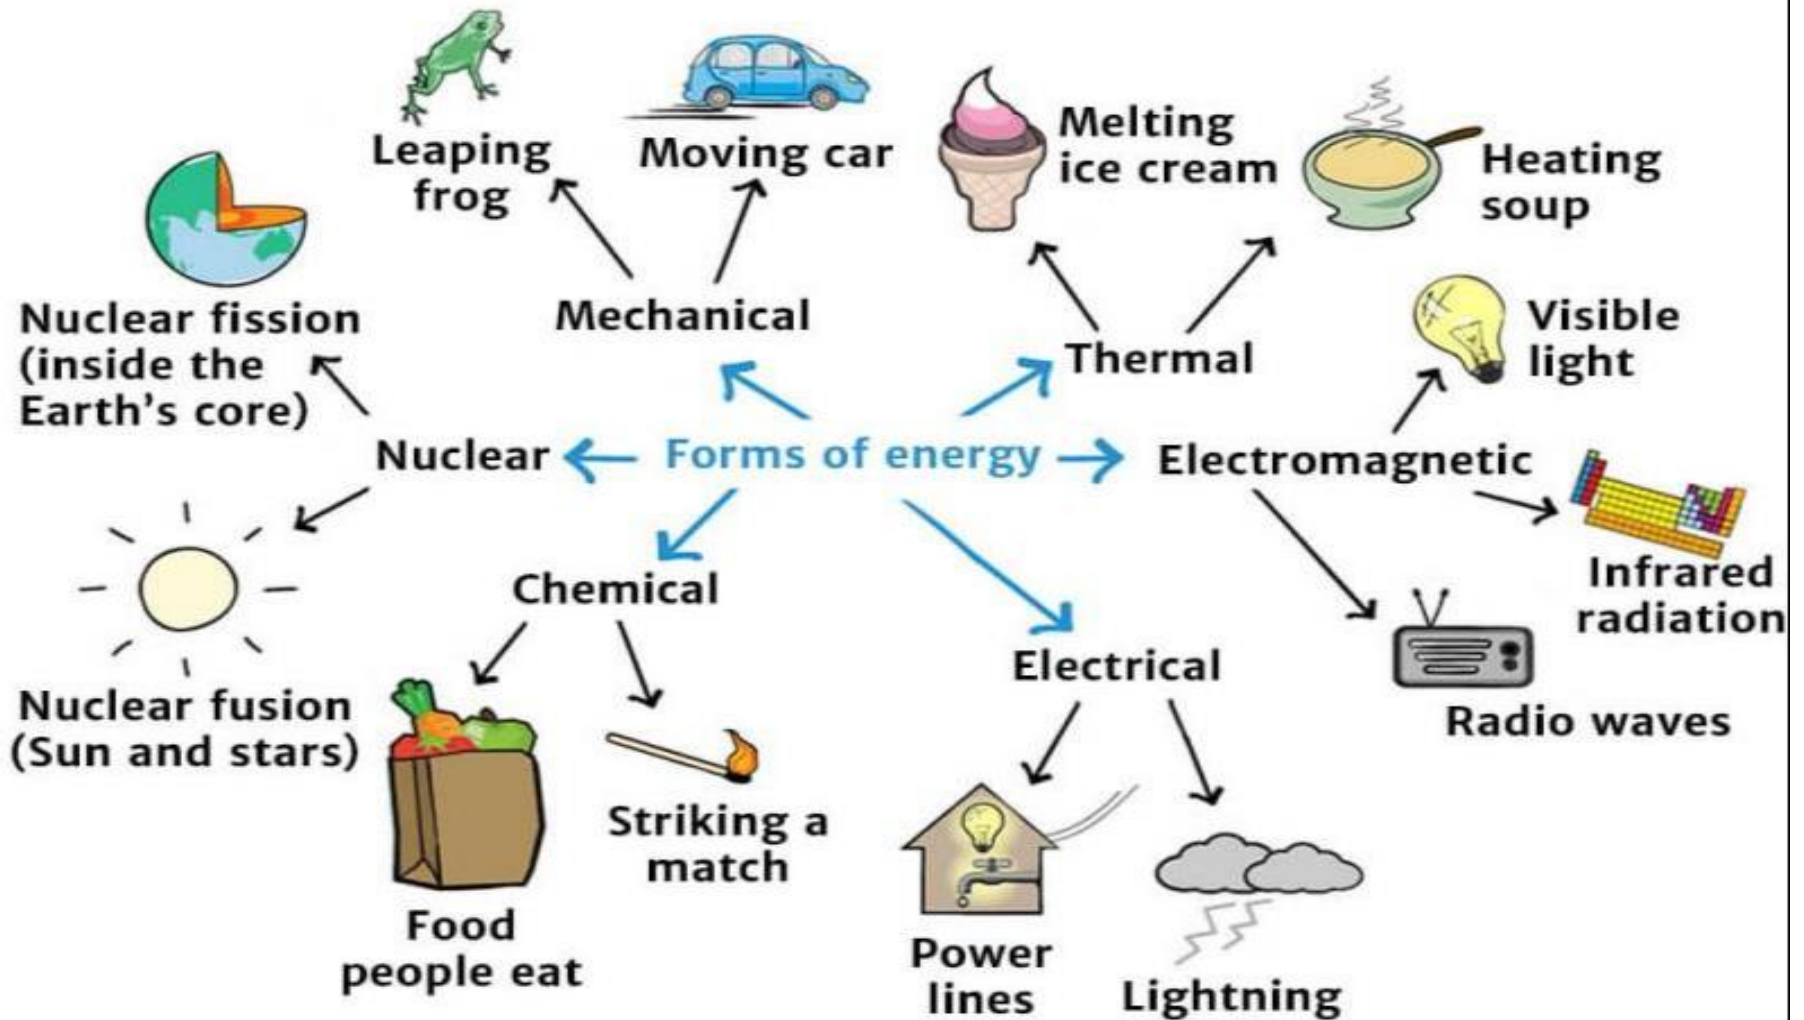 Leaping
frog
Moving car
Melting
ice cream
Heating
soup
Nuclear fission
(inside the
Earth's core)
Mechanical
Thermal
Visible
light
Nuclear
Forms of energy
Electromagnetic
Infrared
radiation
Chemical
Electrical
Radio waves
Nuclear fusion
(Sun and stars)
Striking a
match
Food
people eat
Power
lines
Lightning